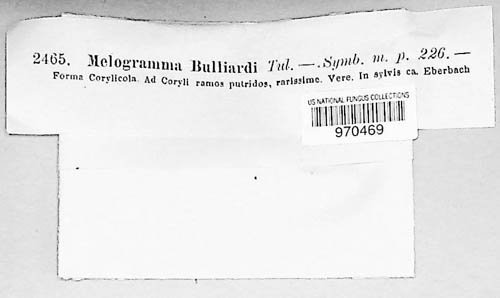 2465. Melogramma Bulliardi Tul. — Symb. m. p. 226. —
Forma Corylicola. Ad Coryli ramos putridos, rarissime. Vere. In sylvis ca. Eberbach
US NATIONAL FUNGUS COLLECTIONS
970469